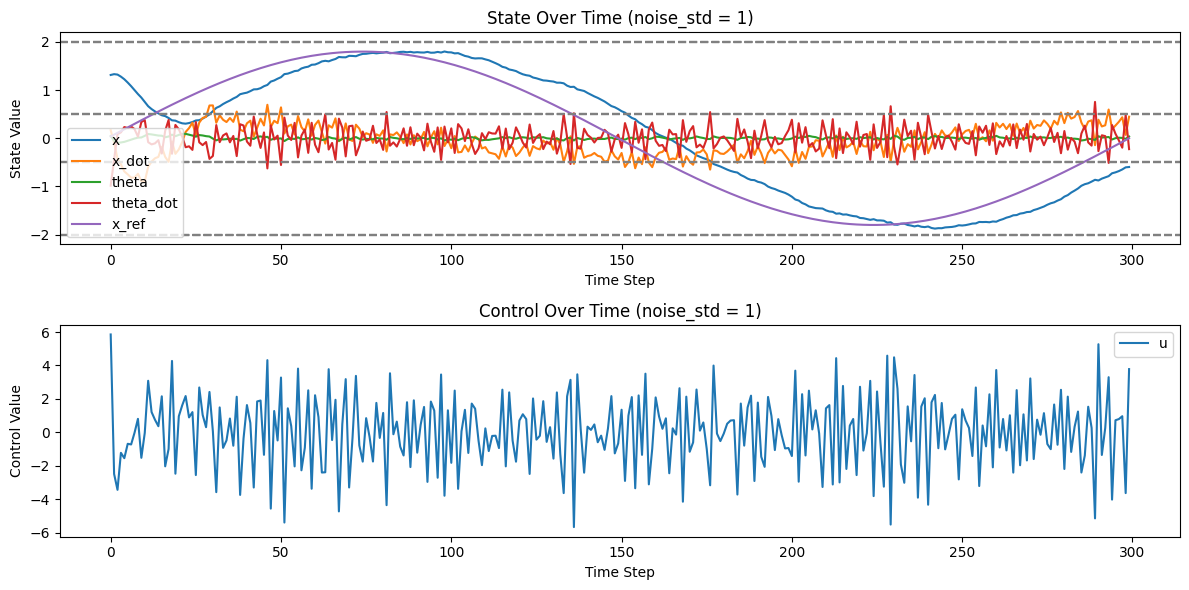 State Over Time (noise_std = 1)
State Value
2
1
0
−1
−2
x
x_dot
theta
theta_dot
x_ref
0 50 100 150 200 250 300
Time Step
Control Over Time (noise_std = 1)
Control Value
6
4
2
0
−2
−4
−6
u
0 50 100 150 200 250 300
Time Step